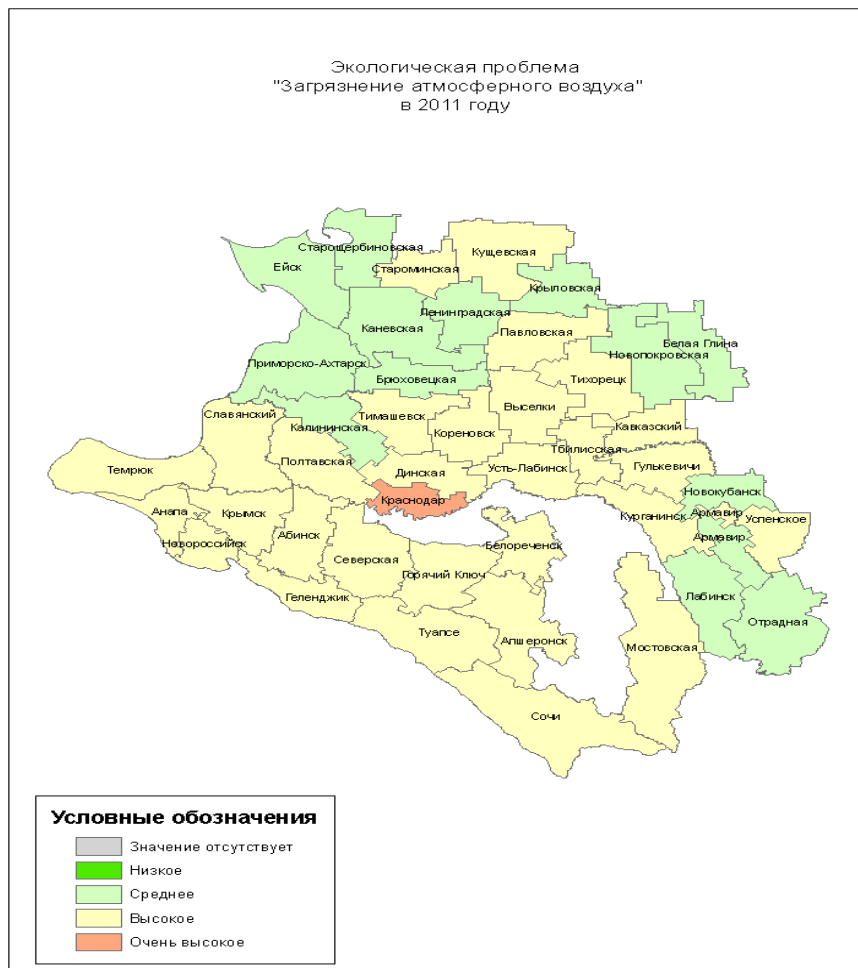 Экологическая проблема
"Загрязнение атмосферного воздуха"
в 2011 году
Старощербиновская
Ейск
Кущевская
Староминская
Крыловская
Ленинградская
Каневская
Павловская
Белая Глина
Новопокровская
Приморско-Ахтарск
Брюховецкая
Тихорецк
Славянский
Тимашевск
Выселки
Калининская
Кореновск
Кавказский
Тбилисская
Полтавская
Динская
Усть-Лабинск
Гулькевичи
Темрюк
Краснодар
Новокубанск
Анапа
Крымск
Курганинск
Армавир
Успенское
Абинск
Новороссийск
Армавир
Белореченск
Северская
Горячий Ключ
Геленджик
Лабинск
Отрадная
Туапсе
Апшеронск
Мостовская
Сочи
Условные обозначения
Значение отсутствует
Низкое
Среднее
Высокое
Очень высокое